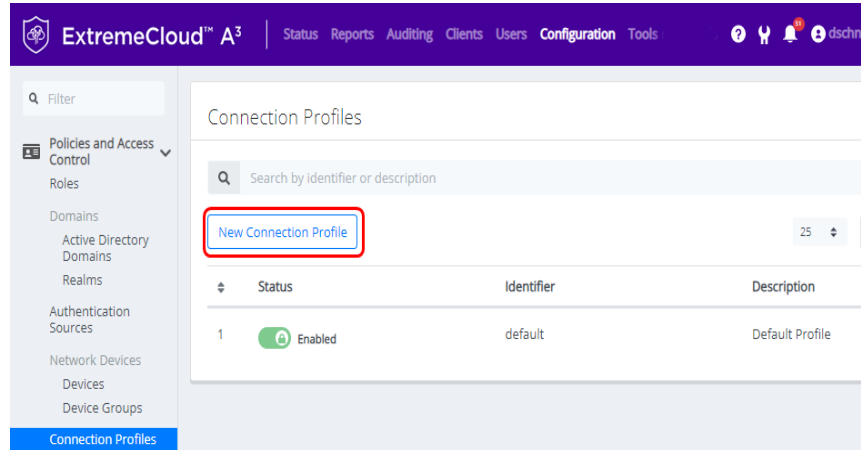 ExtremeCloud™ A³ Status Reports Auditing Clients Users Configuration Tools 51 dschn
Filter
Policies and Access
Control
Roles
Domains
Active Directory
Domains
Realms
Authentication
Sources
Network Devices
Devices
Device Groups
Connection Profiles
Connection Profiles
Search by identifier or description
New Connection Profile 25
Status Identifier Description
1 Enabled default Default Profile